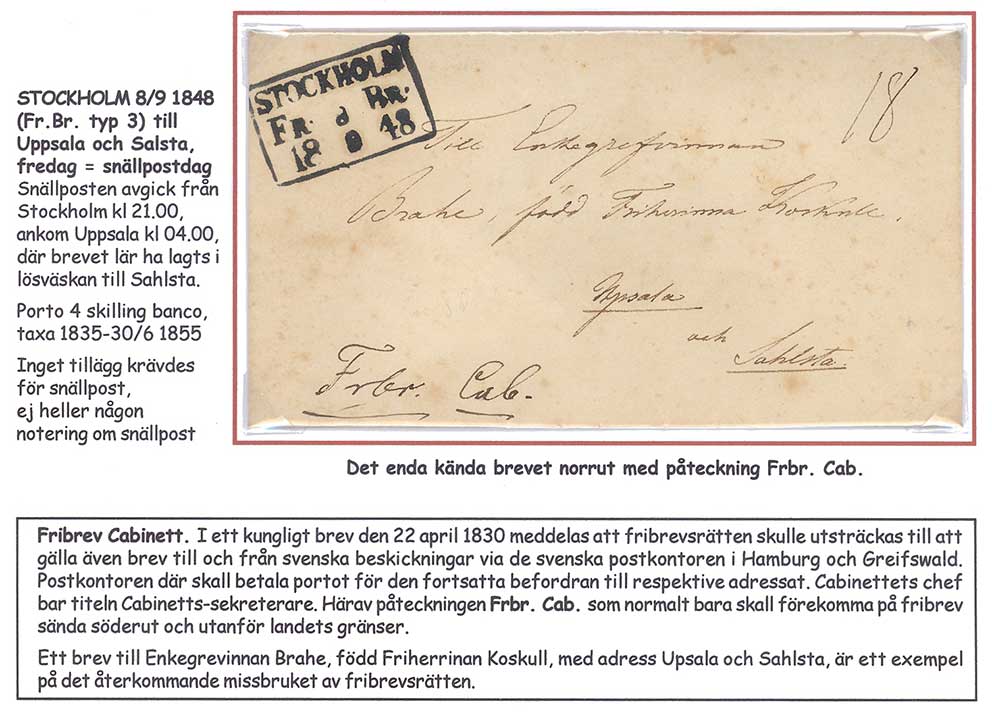 STOCKHOLM 8/9 1848
(Fr.Br. typ 3) till
Uppsala och Salsta,
fredag = snällpostdag
Snällposten avgick från
Stockholm kl 21.00,
ankom Uppsala kl 04.00,
där brevet lär ha lagts i
lösväskan till Sahlsta.
Porto 4 skilling banco,
taxa 1835-30/6 1855
Inget tillägg krävdes
för snällpost,
ej heller någon
notering om snällpost
STOCKHOLM
FR. d BR.
18 9 48
18
Till Enkegrefvinnan
Brahe, född Friherinna Koskule.
Upsala
och
Sahlsta.
Frbr. Cab.
Det enda kända brevet norrut med påteckning Frbr. Cab.
Fribrev Cabinett. I ett kungligt brev den 22 april 1830 meddelas att fribrevsrätten skulle utsträckas till att
gälla även brev till och från svenska beskickningar via de svenska postkontoren i Hamburg och Greifswald.
Postkontoren där skall betala portot för den fortsatta befordran till respektive adressat. Cabinettets chef
bar titeln Cabinetts-sekreterare. Härav påteckningen Frbr. Cab. som normalt bara skall förekomma på fribrev
sända söderut och utanför landets gränser.
Ett brev till Enkegrevinnan Brahe, född Friherrinan Koskull, med adress Upsala och Sahlsta, är ett exempel
på det återkommande missbruket av fribrevsrätten.